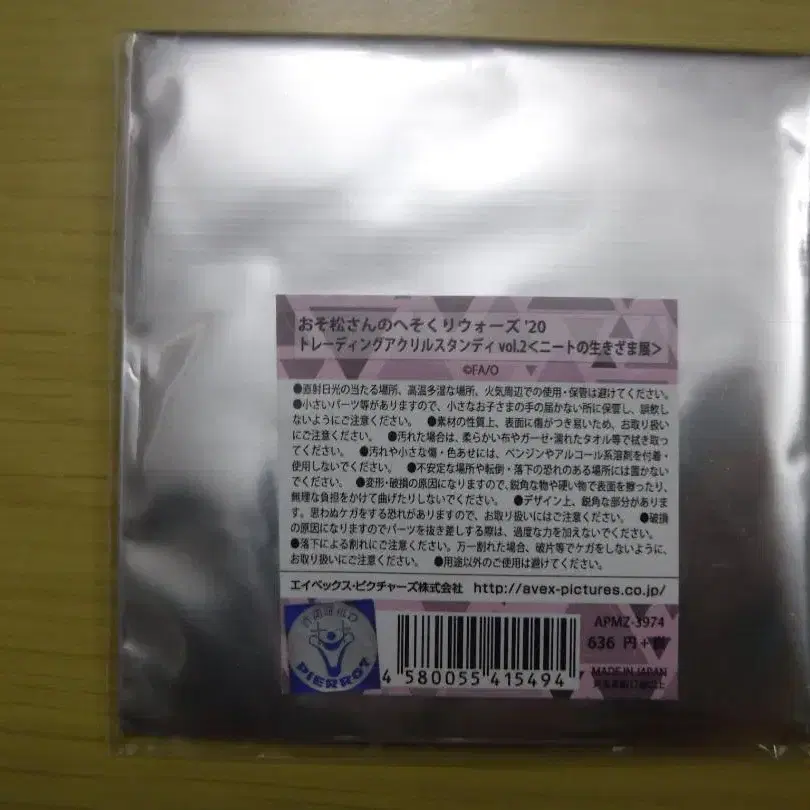 おそ松さんのへそくりウォーズ '20
トレーディングアクリルスタンディ vol.2＜ニートの生きざま展＞
©FA/O
●直射日光の当たる場所、高温多湿な場所、火気周辺での使用・保管は避けてください。
●小さいパーツ等がありますので、小さなお子さまの手の届かない所に保管し、誤飲し
ないようにご注意ください。 ●素材の性質上、表面に傷がつき易いため、お取り扱い
にご注意ください。 ●汚れた場合は、柔らかい布やガーゼ・濡れたタオル等で拭き取っ
てください。 ●汚れや小さな傷・色あせには、ベンジンやアルコール系溶剤を付着・
使用しないでください。 ●不安定な場所や転倒・落下の恐れのある場所には置かない
でください。 ●変形・破損の原因になりますので、鋭角な物や硬い物で表面を擦ったり、
無理な負担をかけて曲げたりしないでください。 ●デザイン上、鋭角な部分がありま
す。思わぬケガをする恐れがありますので、お取り扱いにはご注意ください。 ●破損
の原因になりますのでパーツを抜き差しする際は、過度な力を加えないでください。
●落下による割れにご注意ください。万一割れた場合、破片等でケガをしないように、
お取り扱いにご注意ください。 ●用途以外のご使用は避けてください。
エイベックス・ピクチャーズ株式会社 http://avex-pictures.co.jp/
PIERROT
4 580055 415494
APMZ-3974
636 円+税
MADE IN JAPAN